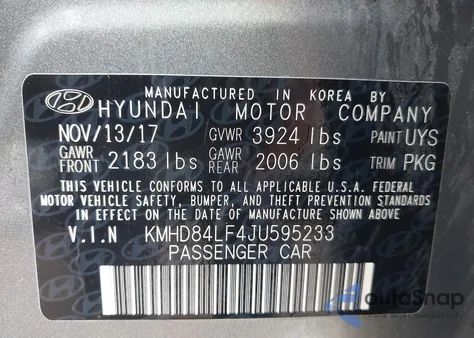 MANUFACTURED IN KOREA BY
HYUNDAI MOTOR COMPANY
NOV/13/17 GVWR 3924 lbs PAINT UYS
GAWR FRONT 2183 lbs GAWR REAR 2006 lbs TRIM PKG
THIS VEHICLE CONFORMS TO ALL APPLICABLE U.S.A. FEDERAL
MOTOR VEHICLE SAFETY, BUMPER, AND THEFT PREVENTION STANDARDS
IN EFFECT ON THE DATE OF MANUFACTURE SHOWN ABOVE.
V.I.N KMHD84LF4JU595233
PASSENGER CAR
autoSnap